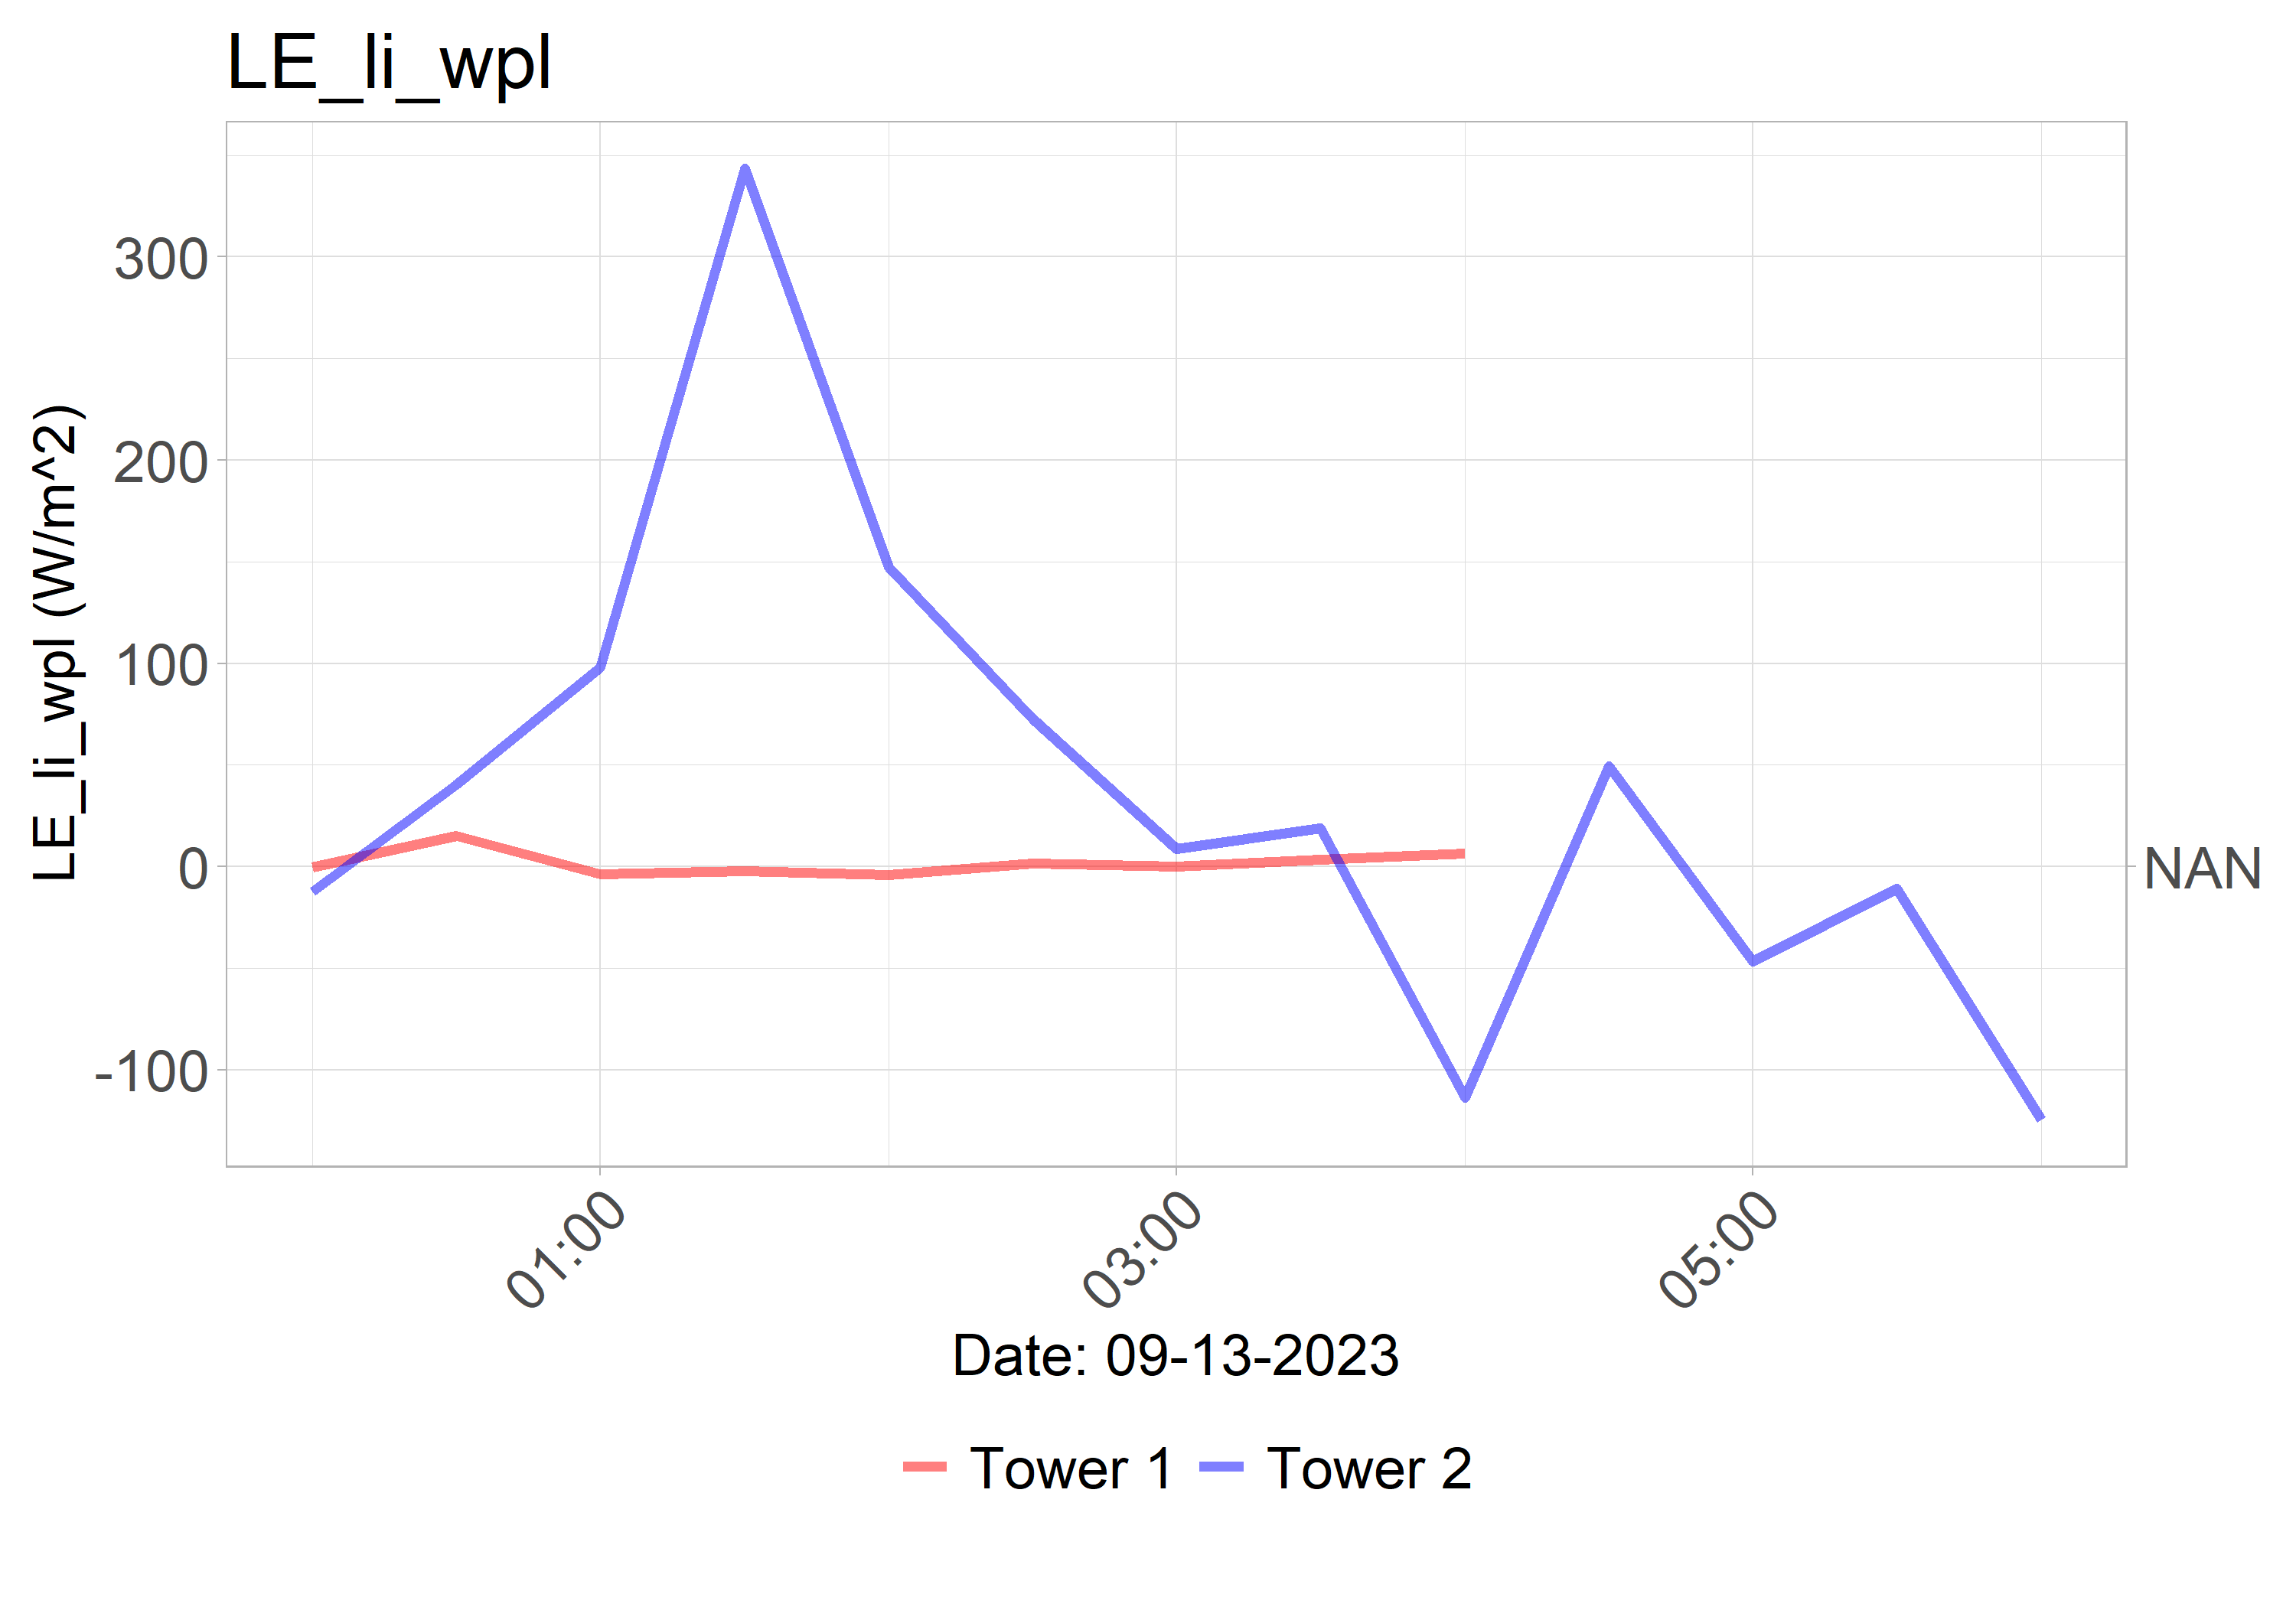 LE_li_wpl
LE_li_wpl (W/m^2)
300
200
100
0
-100
NAN
01:00
03:00
05:00
Date: 09-13-2023
Tower 1
Tower 2